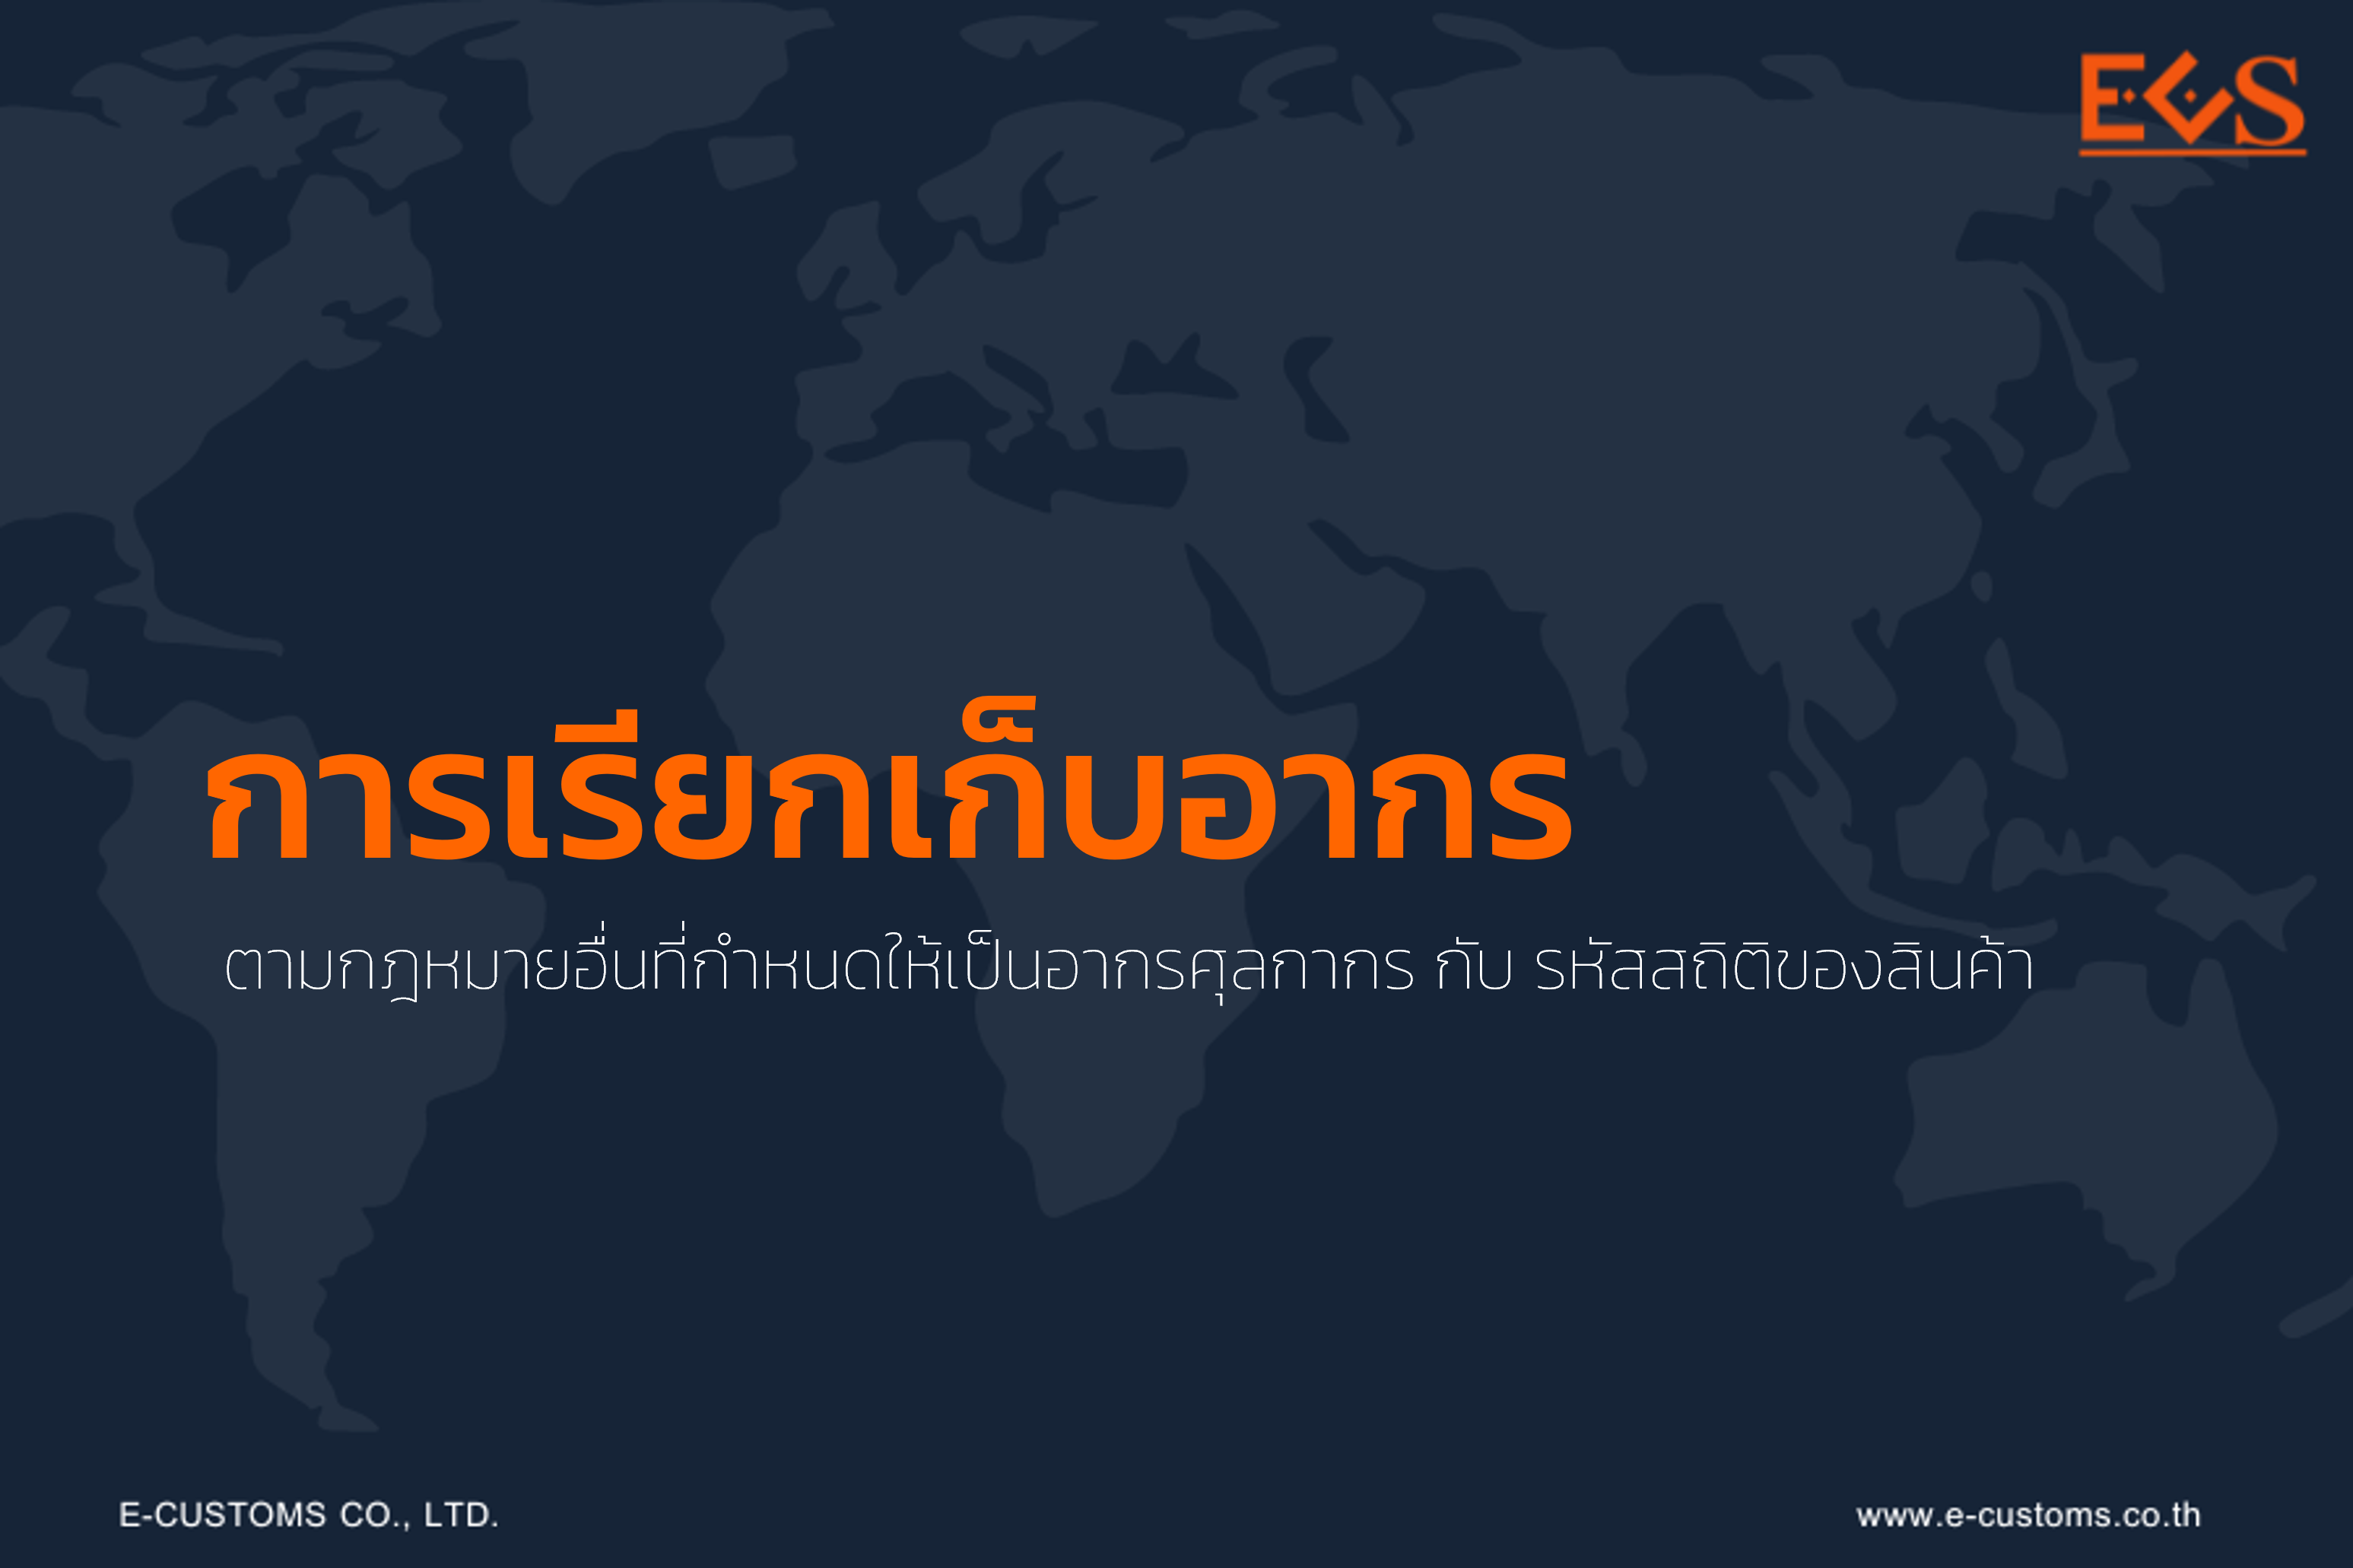 ECS
การเรียกเก็บอากร
ตามกฎหมายอื่นที่กำหนดให้เป็นอากรศุลกากร กับ รหัสสถิติของสินค้า
E-CUSTOMS CO., LTD.
www.e-customs.co.th